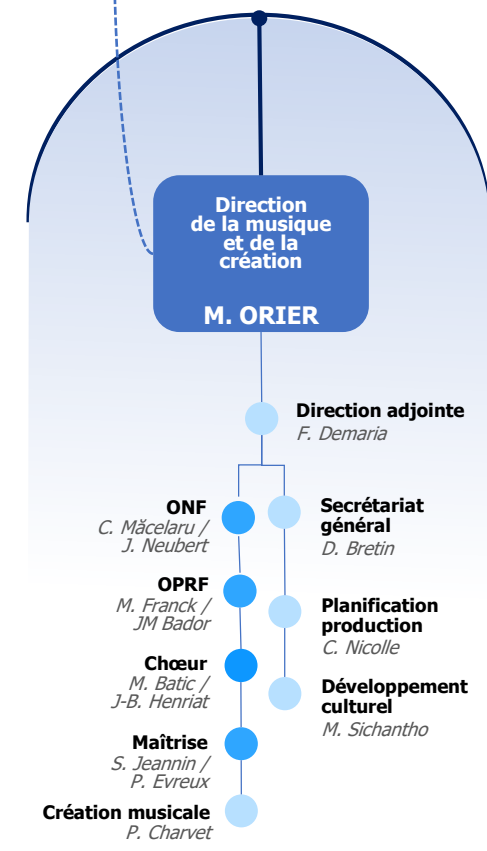 Direction
de la musique
et de la
création
M. ORIER
Direction adjointe
F. Demaria
ONF
C. Măcelaru /
J. Neubert
OPRF
M. Franck /
JM Bador
Chœur
M. Batic /
J-B. Henriat
Maîtrise
S. Jeannin /
P. Evreux
Création musicale
P. Charvet
Secrétariat
général
D. Bretin
Planification
production
C. Nicolle
Développement
culturel
M. Sichantho